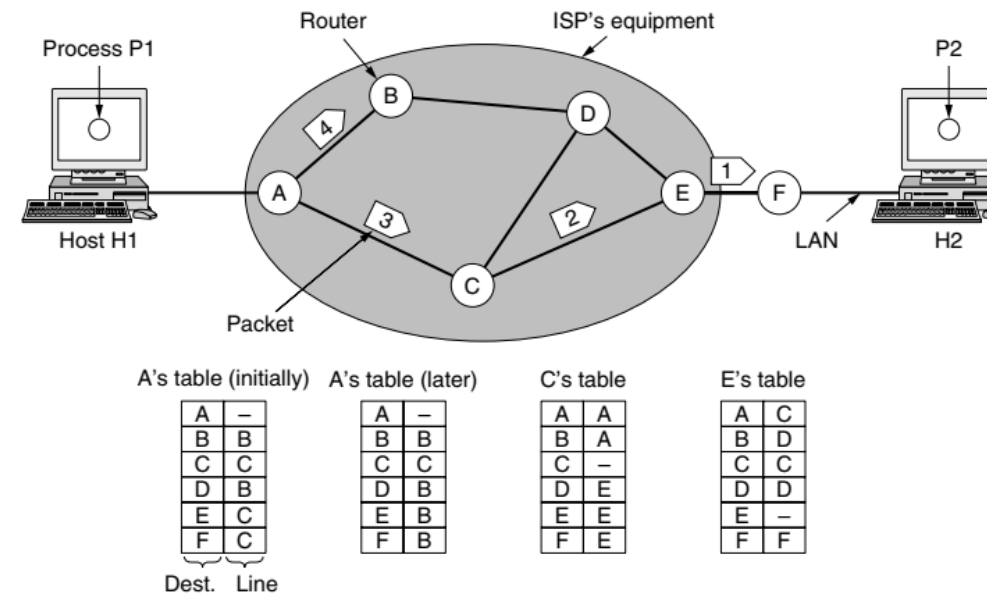 Router
ISP's equipment
Process P1
P2
B
D
4
1
A
E
F
3
2
Host H1
LAN
H2
C
Packet
A's table (initially) A's table (later) C's table E's table
A – A – A A A C
B B B B B A B D
C C C C C – C C
D B D B D E D D
E C E B E E E –
F C F B F E F F
Dest. Line